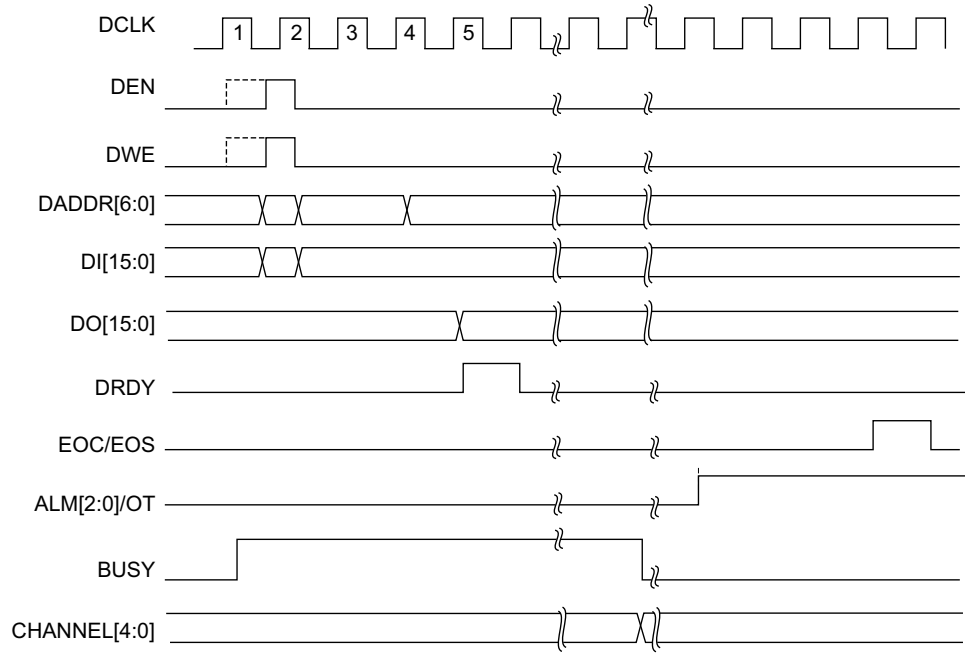 DCLK
1 2 3 4 5
DEN
DWE
DADDR[6:0]
DI[15:0]
DO[15:0]
DRDY
EOC/EOS
ALM[2:0]/OT
BUSY
CHANNEL[4:0]